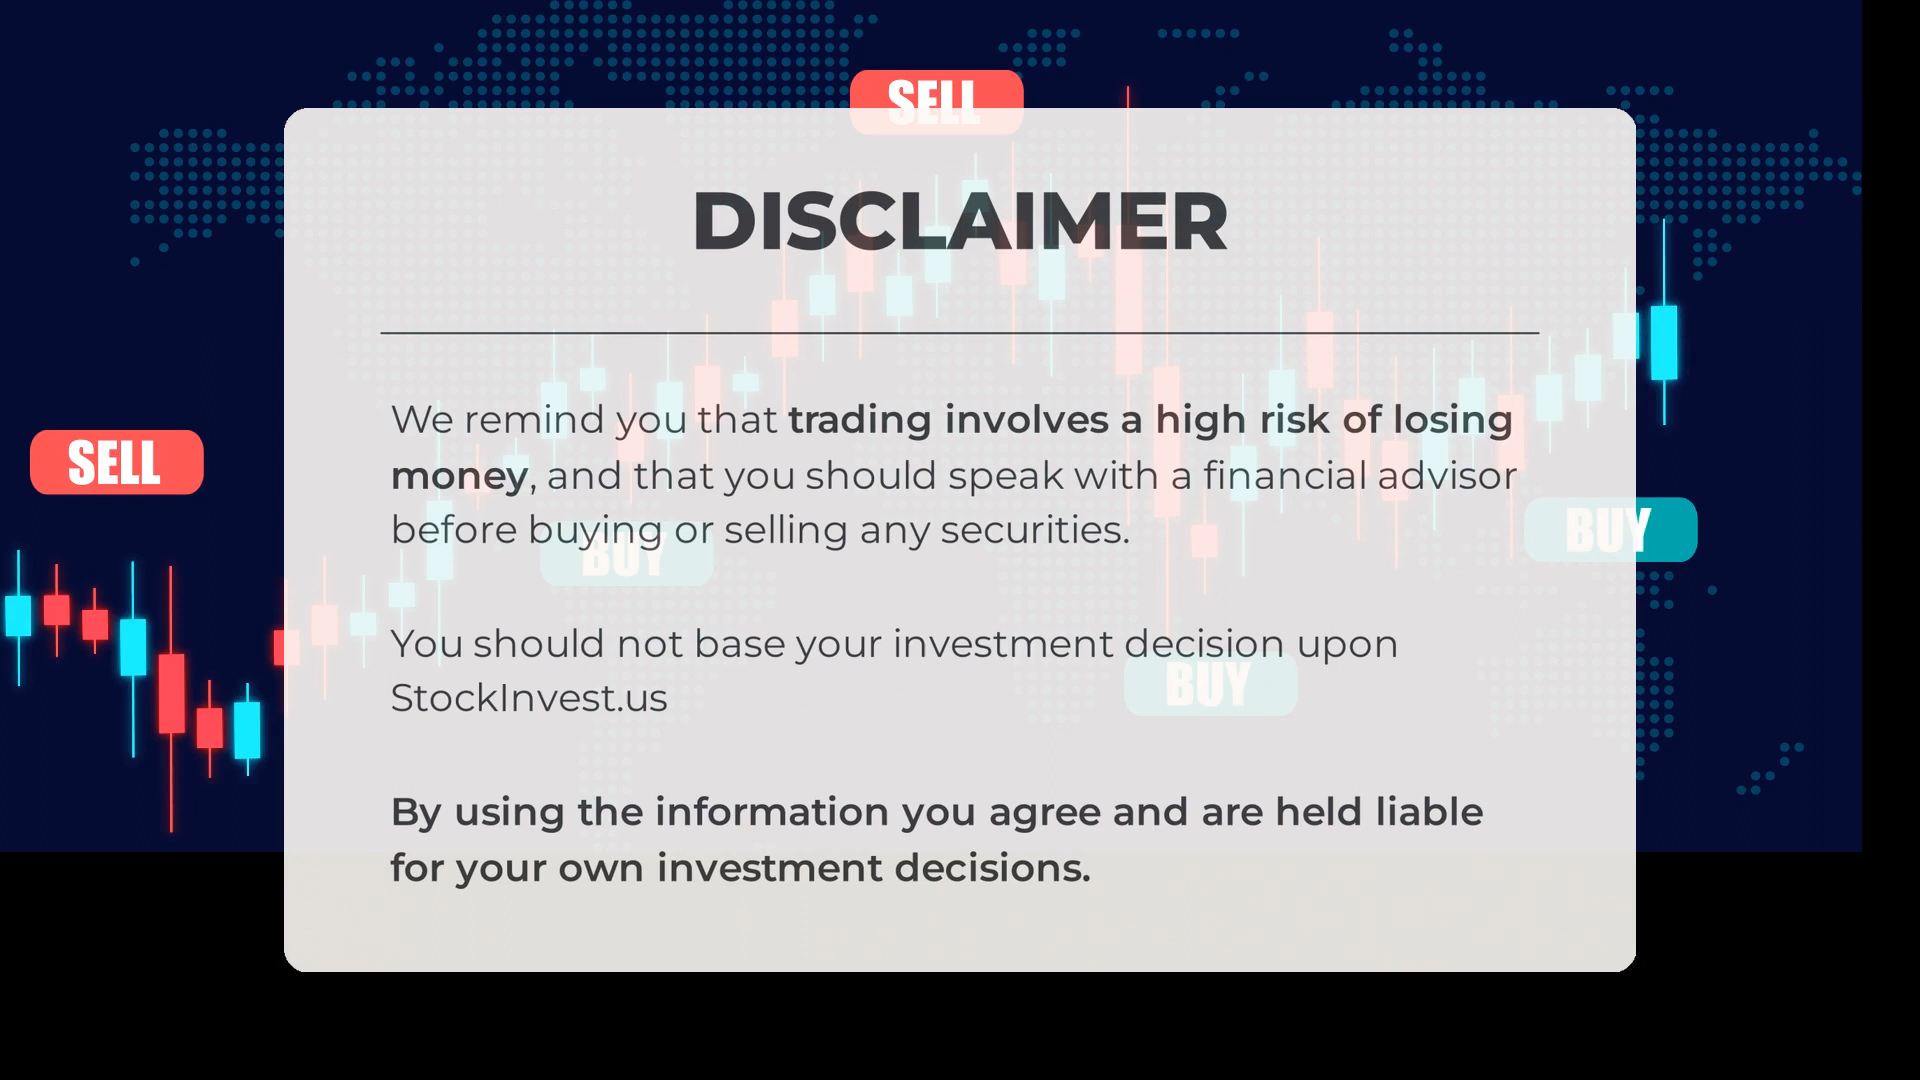 SELL
DISCLAIMER
We remind you that trading involves a high risk of losing
money, and that you should speak with a financial advisor
before buying or selling any securities.
SELL
BUY
BUY
You should not base your investment decision upon
StockInvest.us
BUY
By using the information you agree and are held liable
for your own investment decisions.